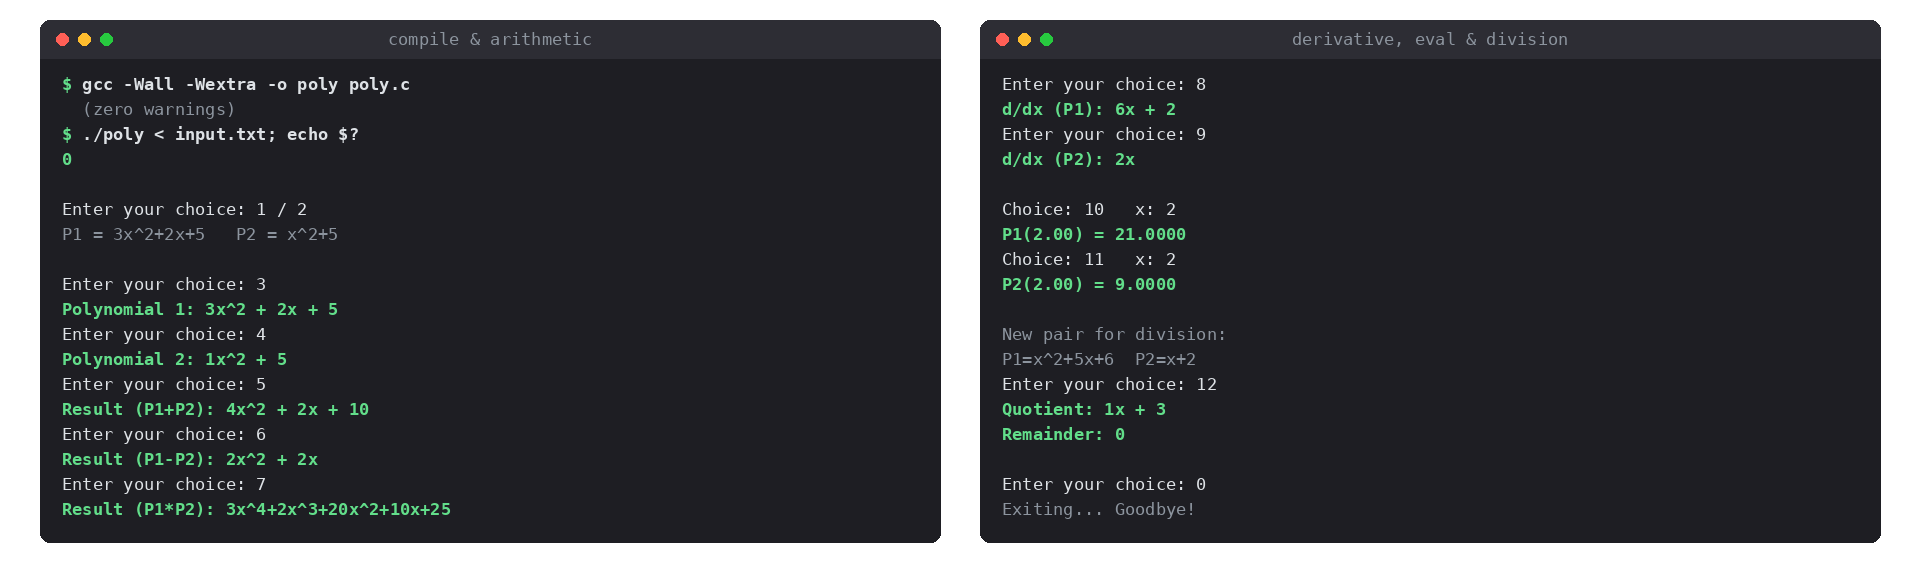 compile & arithmetic
$ gcc -Wall -Wextra -o poly poly.c
(zero warnings)
$ ./poly < input.txt; echo $?
0
Enter your choice: 1 / 2
P1 = 3x^2+2x+5   P2 = x^2+5
Enter your choice: 3
Polynomial 1: 3x^2 + 2x + 5
Enter your choice: 4
Polynomial 2: 1x^2 + 5
Enter your choice: 5
Result (P1+P2): 4x^2 + 2x + 10
Enter your choice: 6
Result (P1-P2): 2x^2 + 2x
Enter your choice: 7
Result (P1*P2): 3x^4+2x^3+20x^2+10x+25
derivative, eval & division
Enter your choice: 8
d/dx (P1): 6x + 2
Enter your choice: 9
d/dx (P2): 2x
Choice: 10   x: 2
P1(2.00) = 21.0000
Choice: 11   x: 2
P2(2.00) = 9.0000
New pair for division:
P1=x^2+5x+6  P2=x+2
Enter your choice: 12
Quotient: 1x + 3
Remainder: 0
Enter your choice: 0
Exiting... Goodbye!